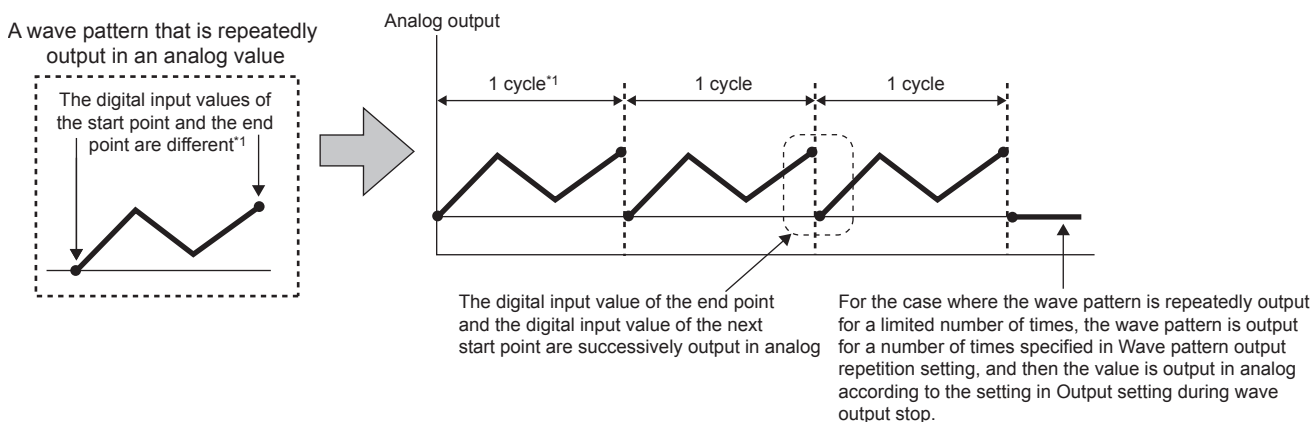 A wave pattern that is repeatedly
output in an analog value
The digital input values of
the start point and the end
point are different*1
Analog output
1 cycle*1
1 cycle
1 cycle
The digital input value of the end point
and the digital input value of the next
start point are successively output in analog
For the case where the wave pattern is repeatedly output
for a limited number of times, the wave pattern is output
for a number of times specified in Wave pattern output
repetition setting, and then the value is output in analog
according to the setting in Output setting during wave
output stop.